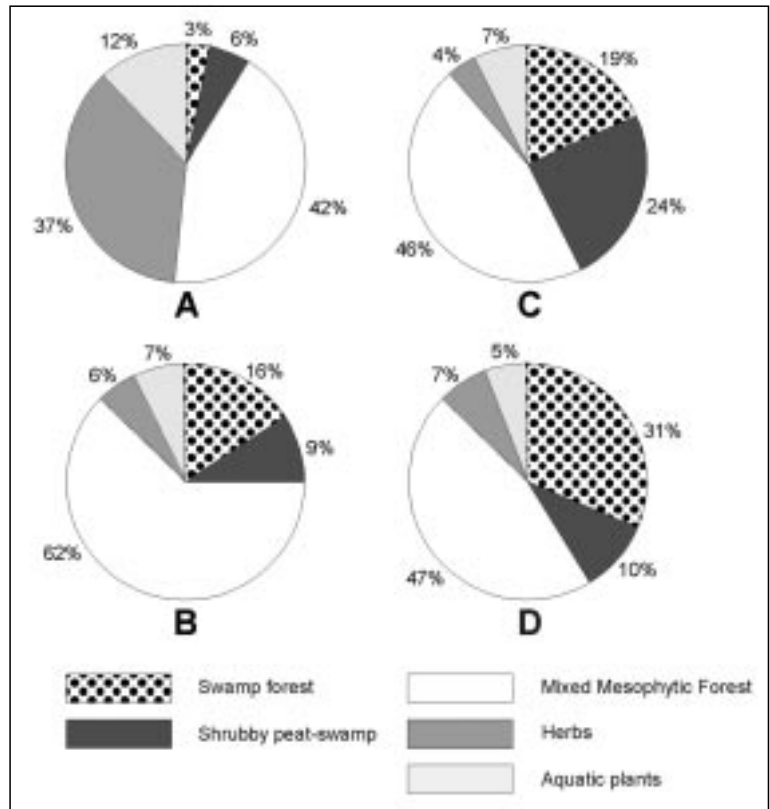 12%
3%
6%
37%
42%
A
4%
7%
19%
46%
24%
C
6%
7%
16%
62%
9%
B
7%
5%
31%
47%
10%
D
Swamp forest
Shrubby peat-swamp
Mixed Mesophytic Forest
Herbs
Aquatic plants